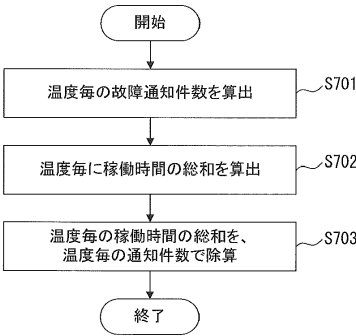 開始
温度毎の故障通知件数を算出
S701
温度毎に稼働時間の総和を算出
S702
温度毎の稼働時間の総和を、
温度毎の通知件数で除算
S703
終了